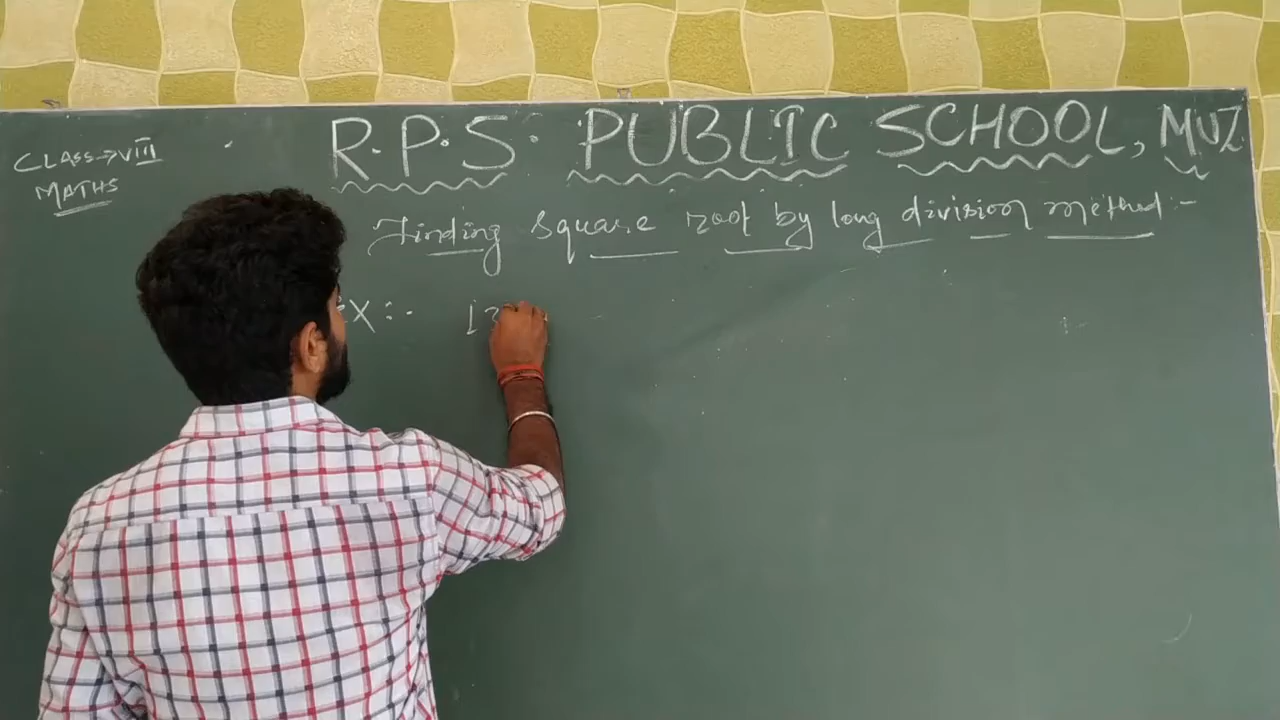 R.P.S. PUBLIC SCHOOL, MUZ
CLASS→VIII
MATHS
Finding square root by long division method:-
EX:-